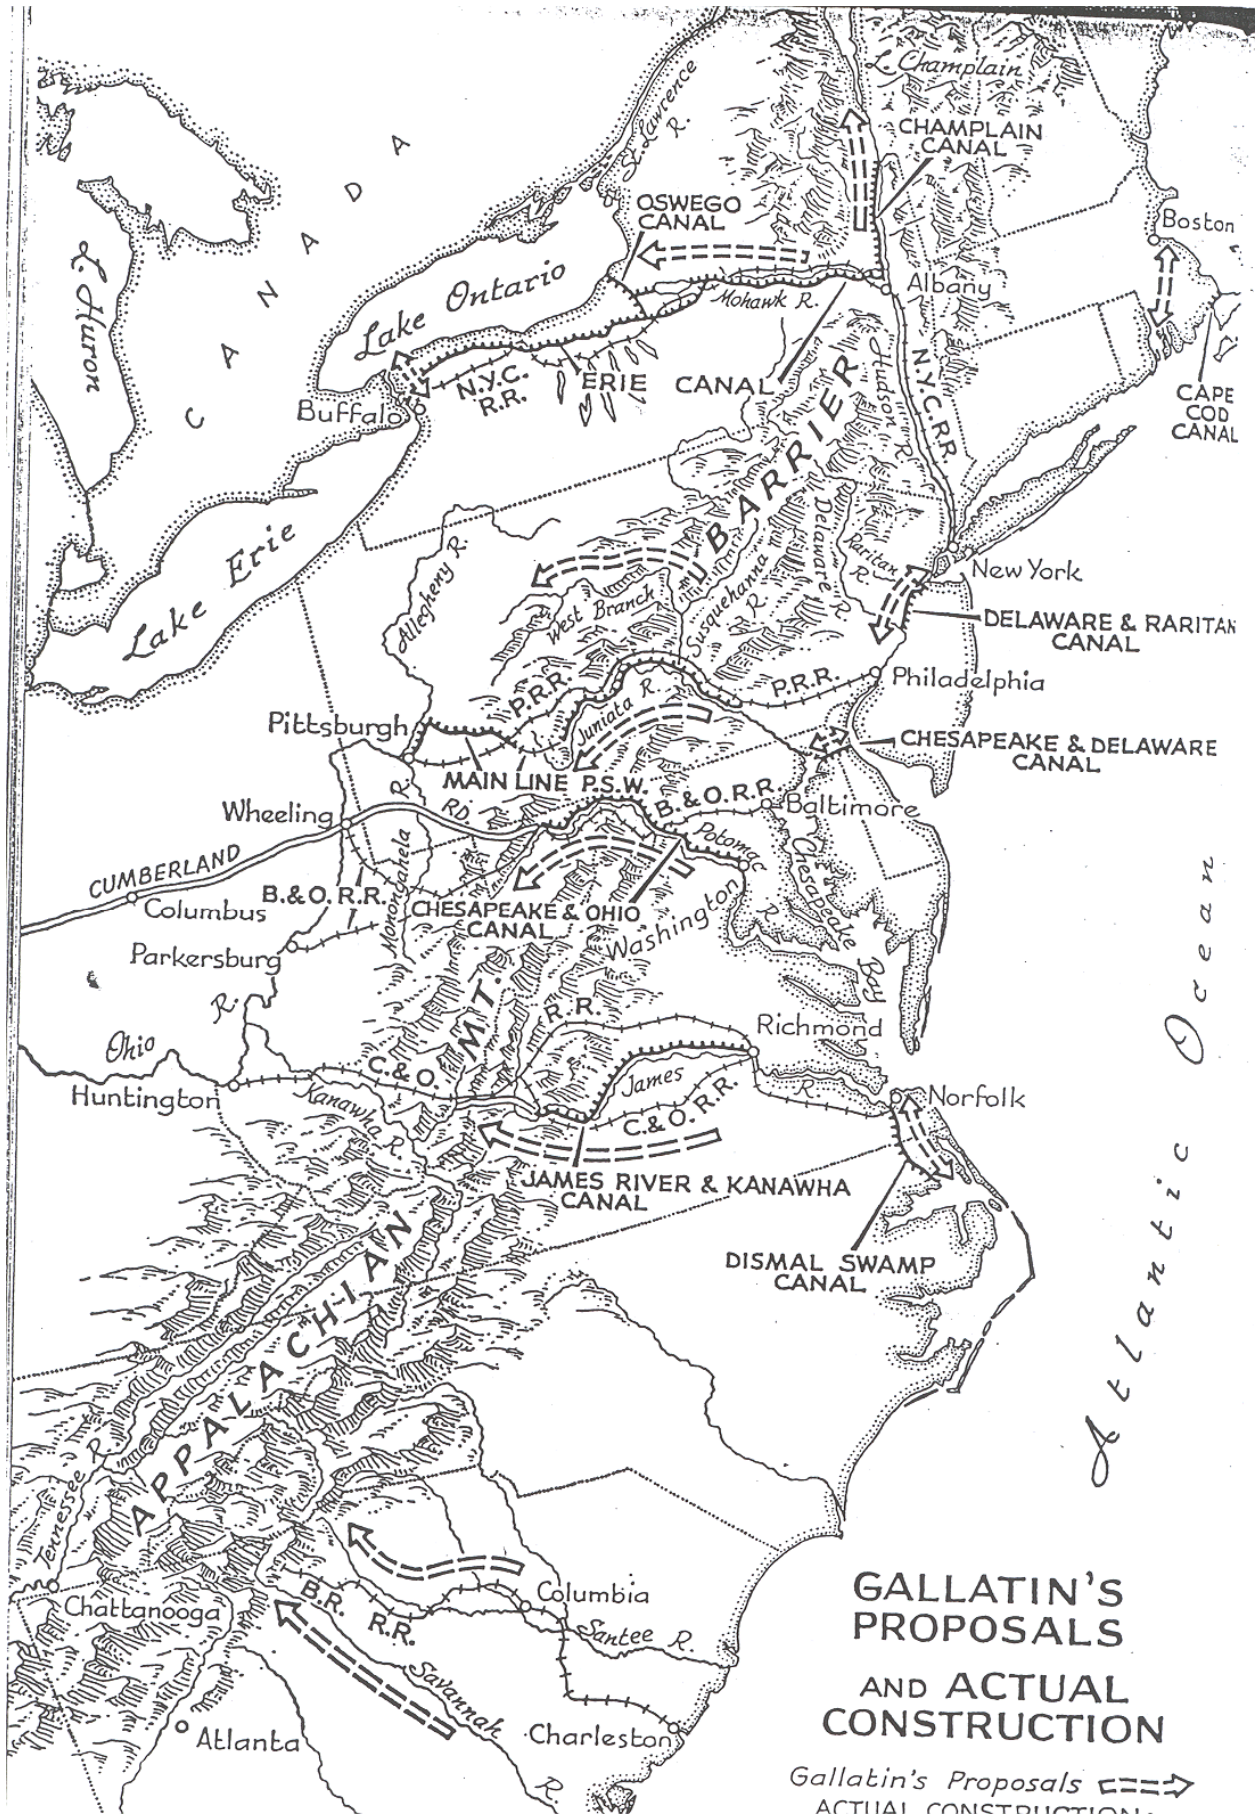 L. Champlain
CHAMPLAIN
CANAL
St. Lawrence
R.
CANADA
L. Huron
OSWEGO
CANAL
Boston
Lake Ontario
Mohawk R.
Albany
N.Y.C.
R.R.
ERIE CANAL
Buffalo
Hudson R.
N.Y.C.RR.
CAPE
COD
CANAL
Lake Erie
APPALACHIAN MT. BARRIER
Allegheny R.
West Branch
Susquehanna
R.
Delaware R.
Raritan
R.
New York
DELAWARE & RARITAN
CANAL
P.R.R.
Juniata R.
P.R.R.
Philadelphia
Pittsburgh
MAIN LINE P.S.W.
CHESAPEAKE & DELAWARE
CANAL
Wheeling
RD.
B.& O.R.R.
Baltimore
CUMBERLAND
Columbus
B.& O.R.R.
Monongahela R.
Potomac R.
Chesapeake Bay
CHESAPEAKE & OHIO
CANAL
Washington
Parkersburg
Atlantic Ocean
R.R.
Richmond
Ohio R.
C.& O.
James R.
Huntington
Kanawha R.
C.& O. R.R.
Norfolk
JAMES RIVER & KANAWHA
CANAL
DISMAL SWAMP
CANAL
Tennessee R.
Chattanooga
B.R. R.R.
Columbia
Santee R.
Savannah R.
Charleston
Atlanta
GALLATIN'S
PROPOSALS
AND ACTUAL
CONSTRUCTION
Gallatin's Proposals
ACTUAL CONSTRUCTION: